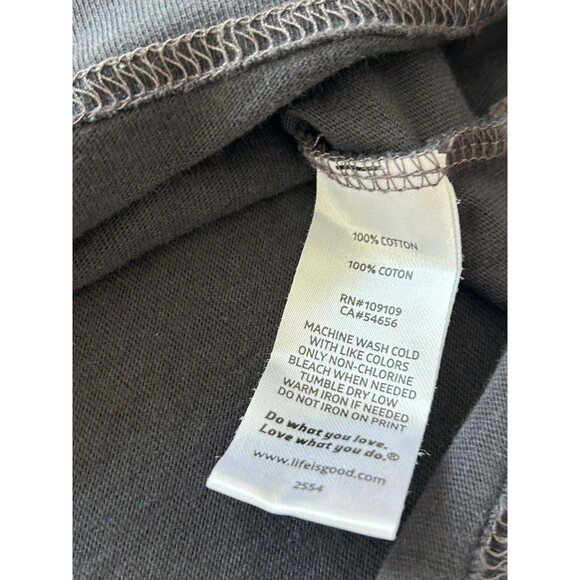 100% COTTON
100% COTON
RN#109109
CA#54656
MACHINE WASH COLD
WITH LIKE COLORS
ONLY NON-CHLORINE
BLEACH WHEN NEEDED
TUMBLE DRY LOW
WARM IRON IF NEEDED
DO NOT IRON ON PRINT
Do what you love.
Love what you do.®
www.lifeisgood.com
2554